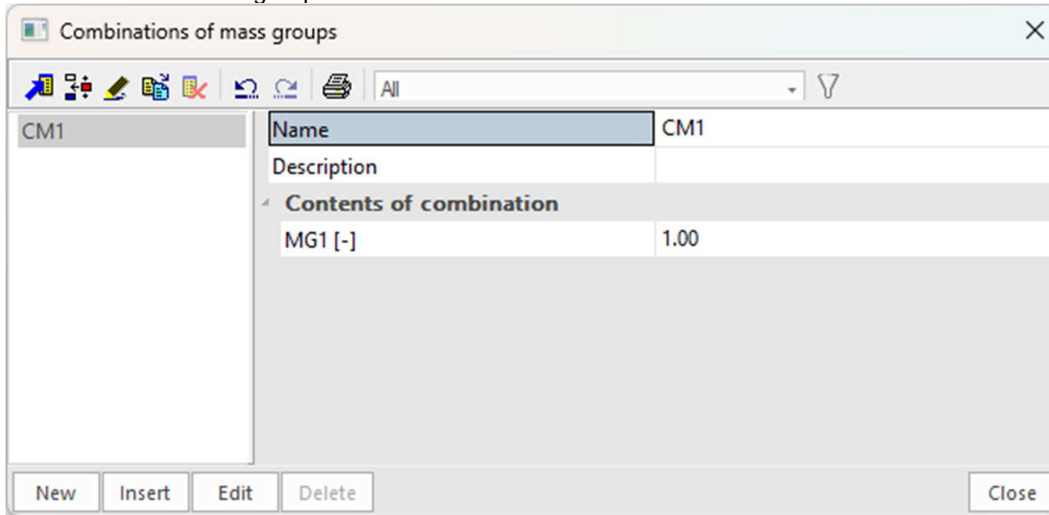 Combinations of mass groups
All
CM1
Name CM1
Description
Contents of combination
MG1 [-] 1.00
New Insert Edit Delete Close